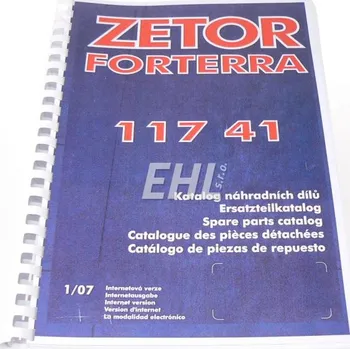 ZETOR
FORTERRA
117 41
EHL s.r.o.
Katalog náhradních dílů
Ersatzteilkatalog
Spare parts catalog
Catalogue des pièces détachées
Catálogo de piezas de repuesto
1/07
Internetová verze
Internetausgabe
Internet version
Version d'internet
La modalidad electrónico